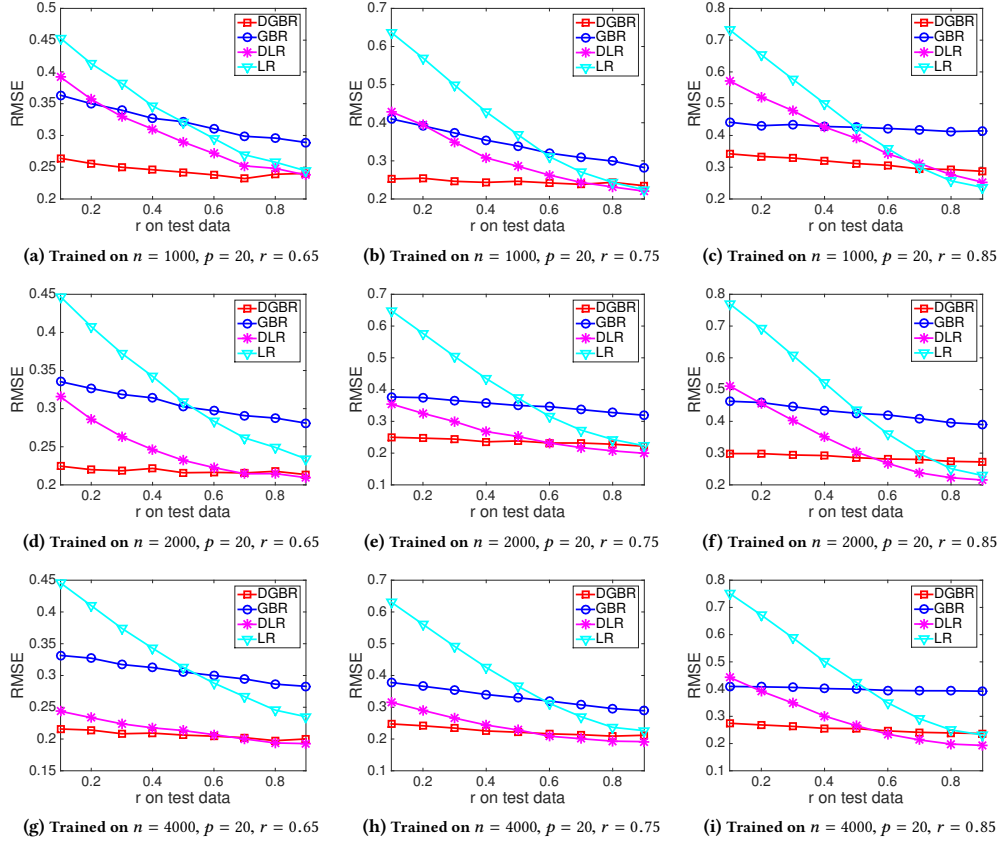 0.5
0.45
0.4
0.35
0.3
0.25
0.2
RMSE
DGBR
GBR
DLR
LR
0.2 0.4 0.6 0.8
r on test data
(a) Trained on n = 1000, p = 20, r = 0.65
0.7
0.6
0.5
0.4
0.3
0.2
RMSE
DGBR
GBR
DLR
LR
0.2 0.4 0.6 0.8
r on test data
(b) Trained on n = 1000, p = 20, r = 0.75
0.8
0.7
0.6
0.5
0.4
0.3
0.2
RMSE
DGBR
GBR
DLR
LR
0.2 0.4 0.6 0.8
r on test data
(c) Trained on n = 1000, p = 20, r = 0.85
0.45
0.4
0.35
0.3
0.25
0.2
RMSE
DGBR
GBR
DLR
LR
0.2 0.4 0.6 0.8
r on test data
(d) Trained on n = 2000, p = 20, r = 0.65
0.7
0.6
0.5
0.4
0.3
0.2
0.1
RMSE
DGBR
GBR
DLR
LR
0.2 0.4 0.6 0.8
r on test data
(e) Trained on n = 2000, p = 20, r = 0.75
0.8
0.7
0.6
0.5
0.4
0.3
0.2
RMSE
DGBR
GBR
DLR
LR
0.2 0.4 0.6 0.8
r on test data
(f) Trained on n = 2000, p = 20, r = 0.85
0.45
0.4
0.35
0.3
0.25
0.2
0.15
RMSE
DGBR
GBR
DLR
LR
0.2 0.4 0.6 0.8
r on test data
(g) Trained on n = 4000, p = 20, r = 0.65
0.7
0.6
0.5
0.4
0.3
0.2
0.1
RMSE
DGBR
GBR
DLR
LR
0.2 0.4 0.6 0.8
r on test data
(h) Trained on n = 4000, p = 20, r = 0.75
0.8
0.7
0.6
0.5
0.4
0.3
0.2
0.1
RMSE
DGBR
GBR
DLR
LR
0.2 0.4 0.6 0.8
r on test data
(i) Trained on n = 4000, p = 20, r = 0.85